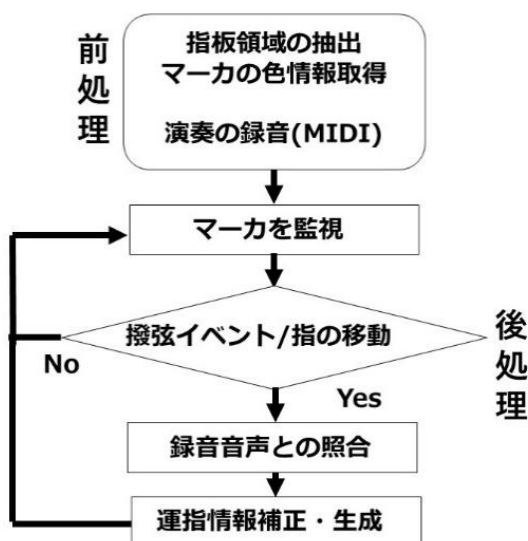 前処理
指板領域の抽出
マーカの色情報取得
演奏の録音(MIDI)
マーカを監視
撥弦イベント/指の移動
後処理
No
Yes
録音音声との照合
運指情報補正・生成